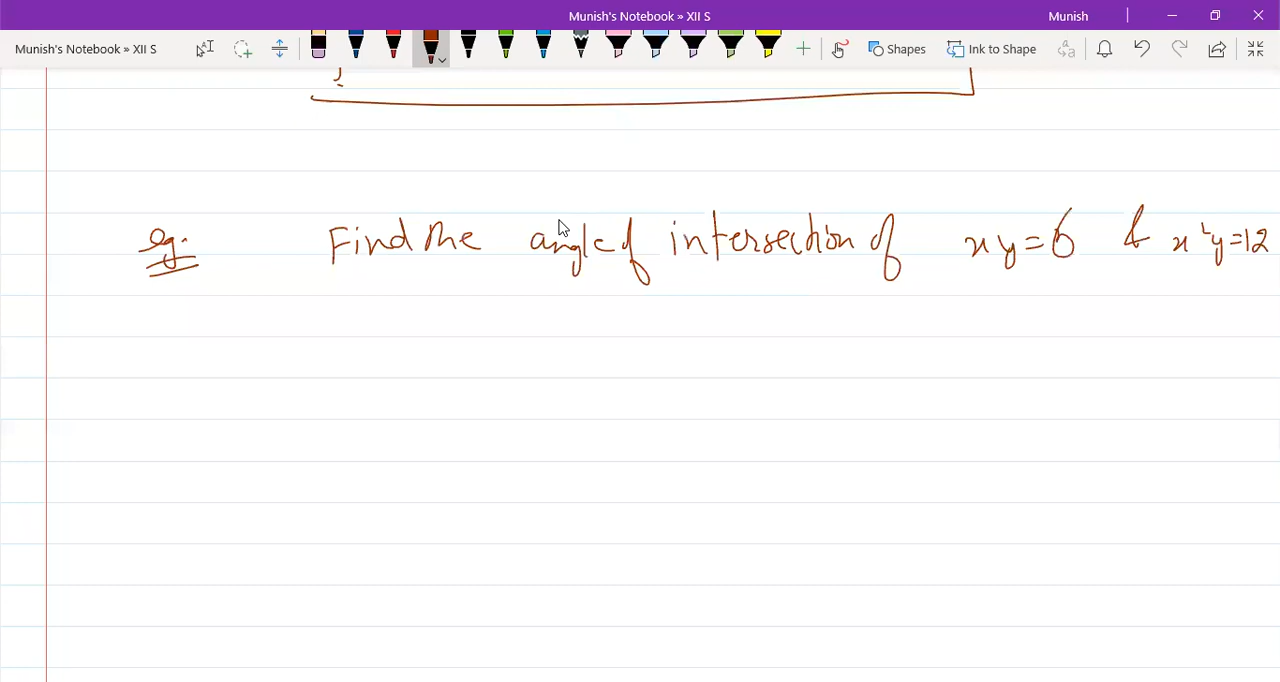 Munish's Notebook » XII S
Munish
Munish's Notebook » XII S
Shapes
Ink to Shape
eg. Find the angle of intersection of xy=6 & x²y=12